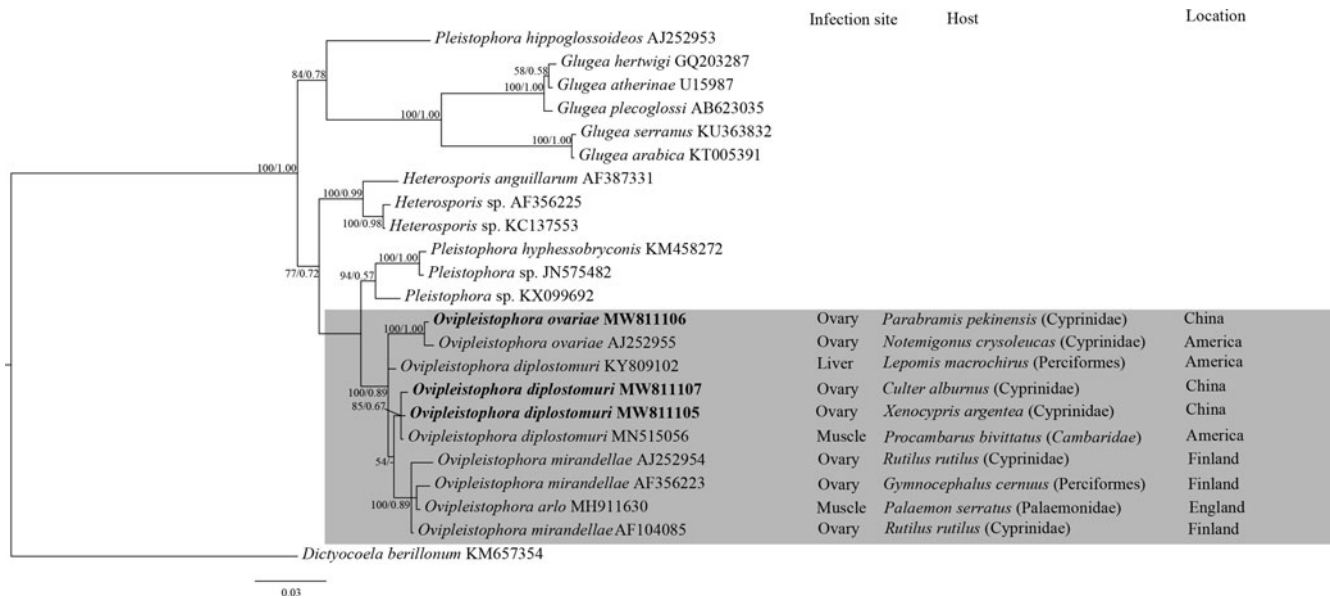 Infection site Host Location
Pleistophora hippoglossoideos AJ252953
Glugea hertwigi GQ203287
58/0.58
84/0.78
Glugea atherinae U15987
100/1.00
Glugea plecoglossi AB623035
100/1.00
Glugea serranus KU363832
100/1.00
Glugea arabica KT005391
100/1.00
Heterosporis anguillarum AF387331
100/0.99
Heterosporis sp. AF356225
100/0.98
Heterosporis sp. KC137553
Pleistophora hyphessobryconis KM458272
100/1.00
77/0.72
94/0.57
Pleistophora sp. JN575482
Pleistophora sp. KX099692
Ovipleistophora ovariae MW811106 Ovary Parabramis pekinensis (Cyprinidae) China
100/1.00
Ovipleistophora ovariae AJ252955 Ovary Notemigonus crysoleucas (Cyprinidae) America
Ovipleistophora diplostomuri KY809102 Liver Lepomis macrochirus (Perciformes) America
100/0.89
Ovipleistophora diplostomuri MW811107 Ovary Culter alburnus (Cyprinidae) China
85/0.67
Ovipleistophora diplostomuri MW811105 Ovary Xenocypris argentea (Cyprinidae) China
Ovipleistophora diplostomuri MN515056 Muscle Procambarus bivittatus (Cambaridae) America
54/-
Ovipleistophora mirandellae AJ252954 Ovary Rutilus rutilus (Cyprinidae) Finland
Ovipleistophora mirandellae AF356223 Ovary Gymnocephalus cernuus (Perciformes) Finland
100/0.89
Ovipleistophora arlo MH911630 Muscle Palaemon serratus (Palaemonidae) England
Ovipleistophora mirandellae AF104085 Ovary Rutilus rutilus (Cyprinidae) Finland
Dictyocoela berillonum KM657354
0.03